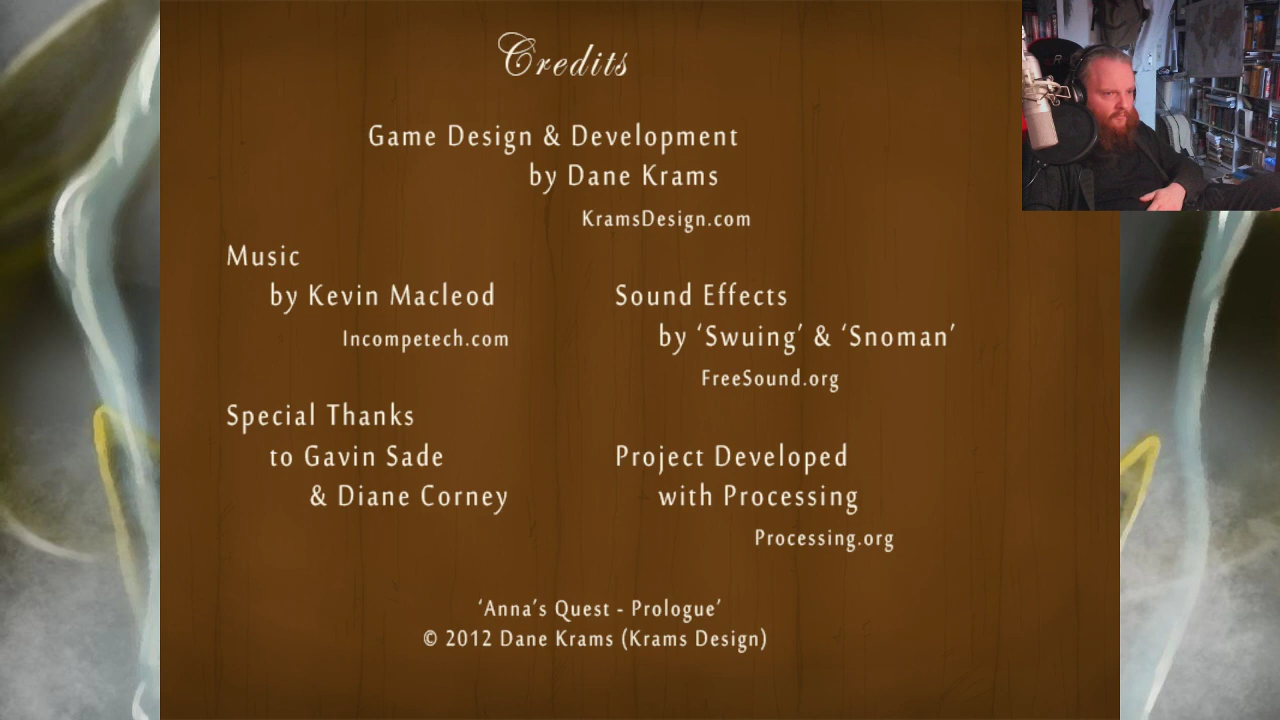 Credits
Game Design & Development
by Dane Krams
KramsDesign.com
Music
by Kevin Macleod
Incompetech.com
Sound Effects
by ‘Swuing’ & ‘Snoman’
FreeSound.org
Special Thanks
to Gavin Sade
& Diane Corney
Project Developed
with Processing
Processing.org
‘Anna’s Quest - Prologue’
© 2012 Dane Krams (Krams Design)